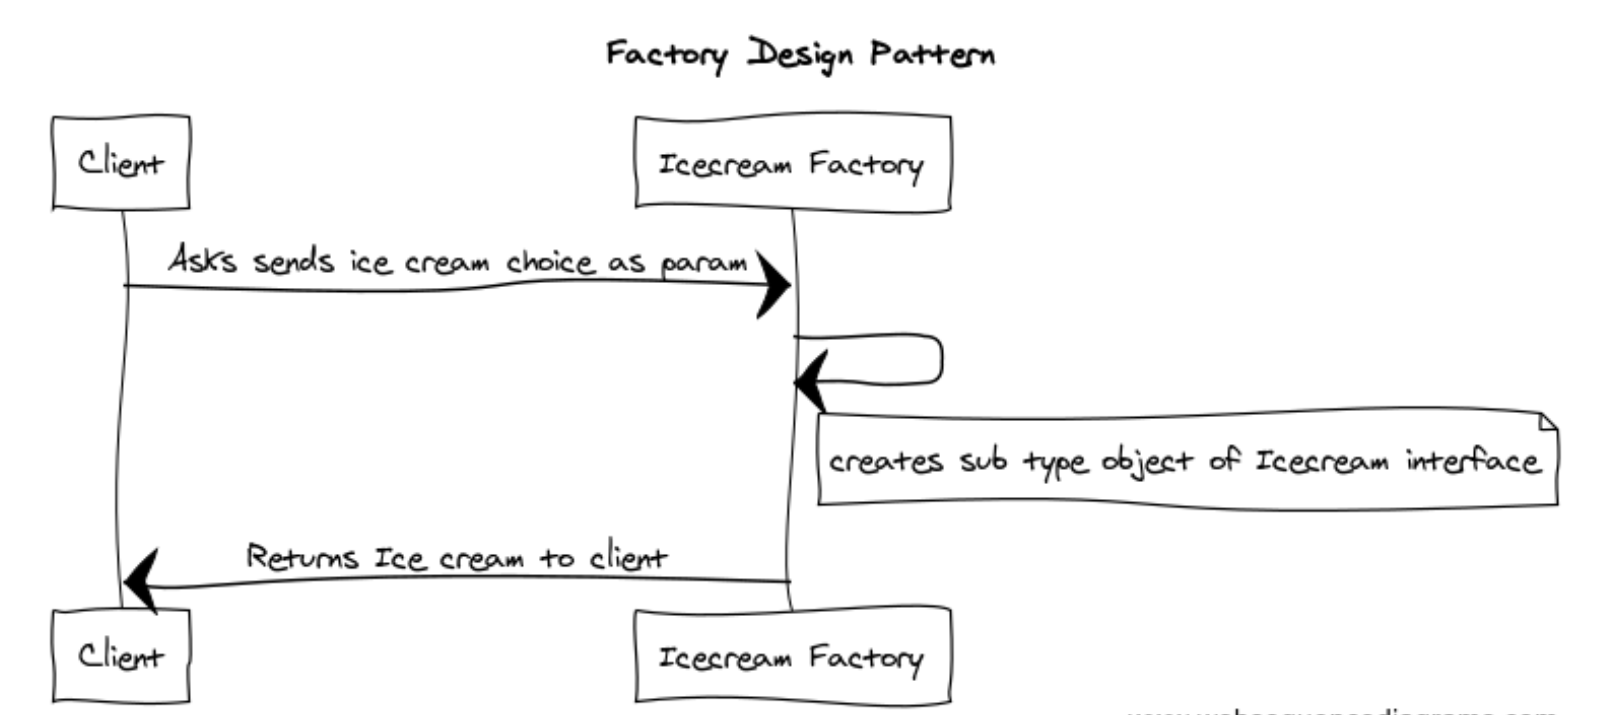 Factory Design Pattern
Client
Icecream Factory
Asks sends ice cream choice as param
creates sub type object of Icecream interface
Returns Ice cream to client
Client
Icecream Factory